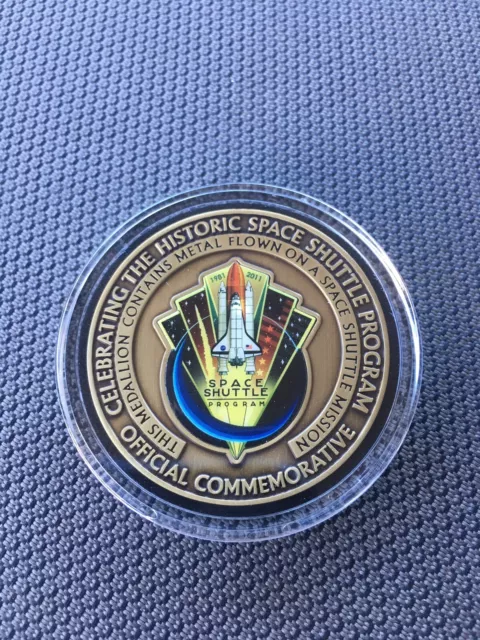 CELEBRATING THE HISTORIC SPACE SHUTTLE PROGRAM
OFFICIAL COMMEMORATIVE
THIS MEDALLION CONTAINS METAL FLOWN ON A SPACE SHUTTLE MISSION
1981 2011
SPACE
SHUTTLE
PROGRAM